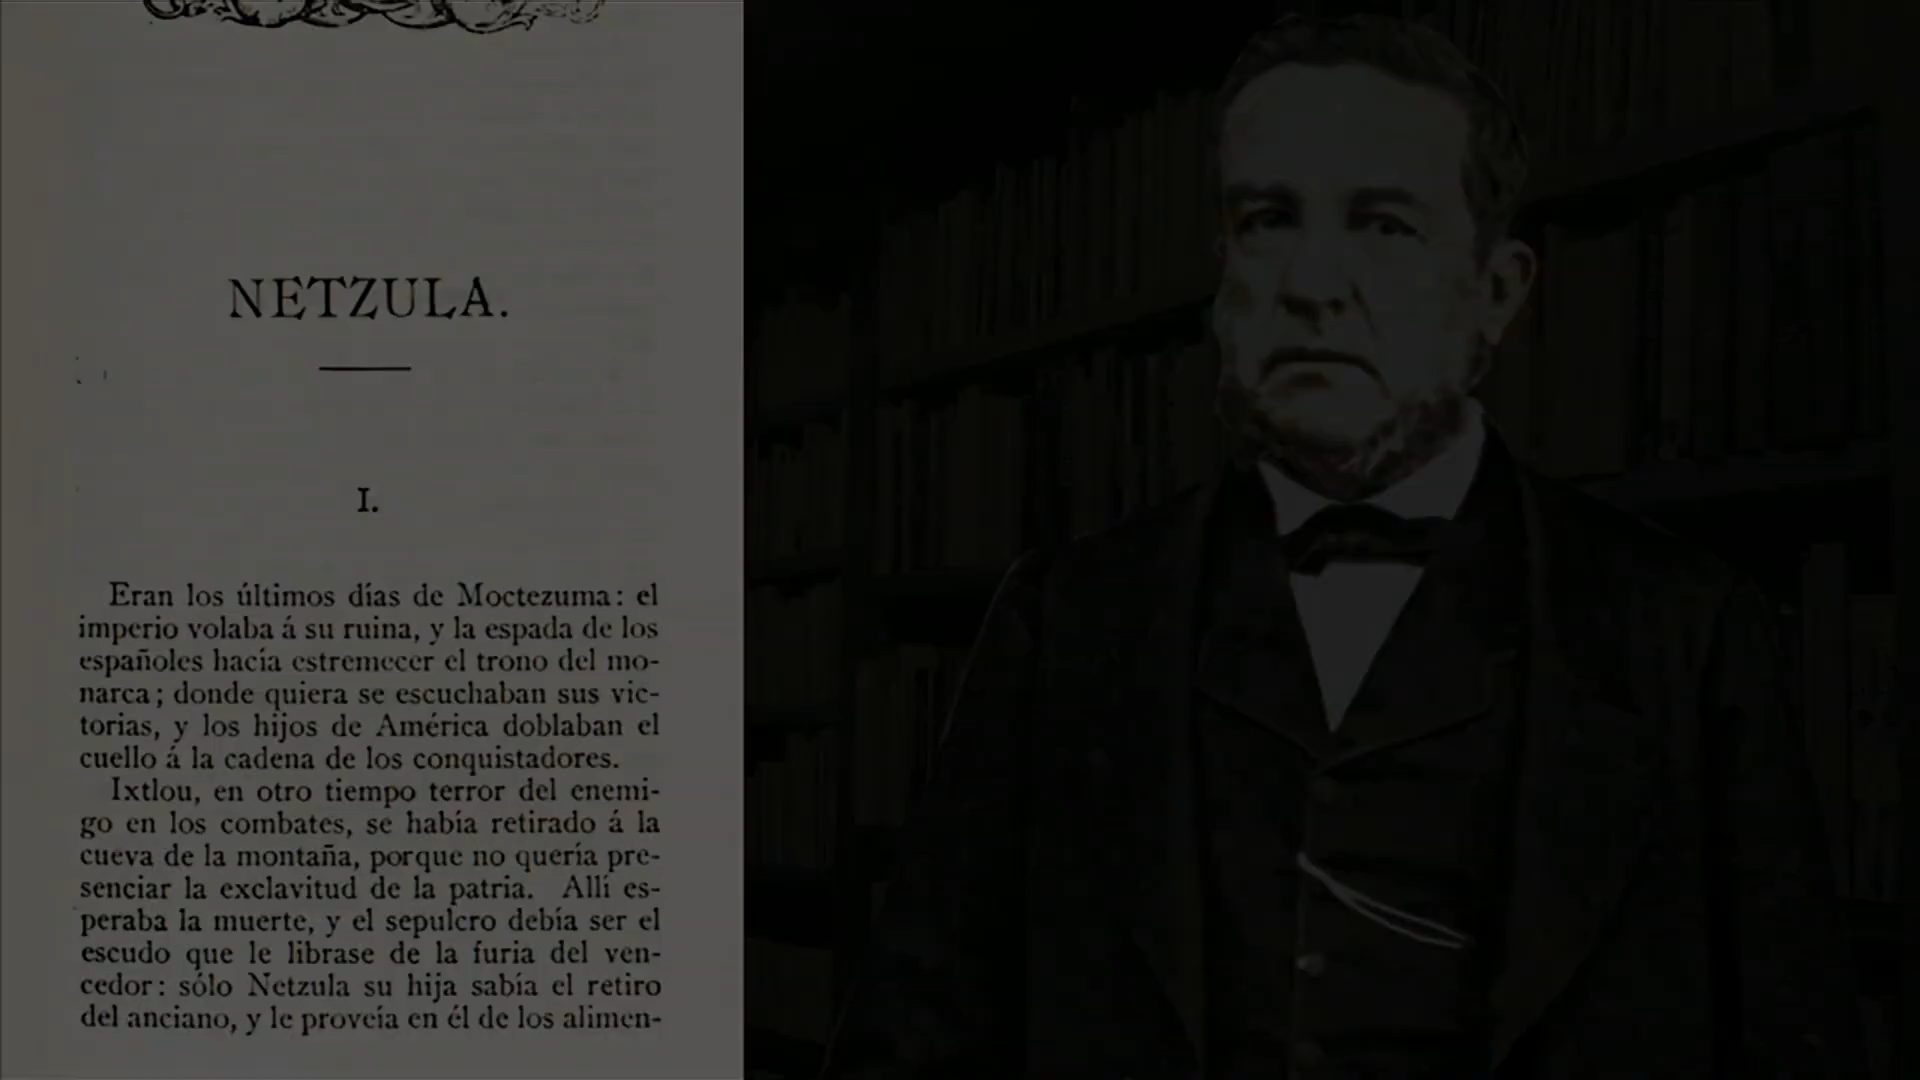 NETZULA.
I.
Eran los últimos días de Moctezuma: el
imperio volaba á su ruina, y la espada de los
españoles hacía estremecer el trono del mo-
narca; donde quiera se escuchaban sus vic-
torias, y los hijos de América doblaban el
cuello á la cadena de los conquistadores.
Ixtlou, en otro tiempo terror del enemi-
go en los combates, se había retirado á la
cueva de la montaña, porque no quería pre-
senciar la exclavitud de la patria. Allí es-
peraba la muerte, y el sepulcro debía ser el
escudo que le librase de la furia del ven-
cedor: sólo Netzula su hija sabía el retiro
del anciano, y le proveía en él de los alimen-